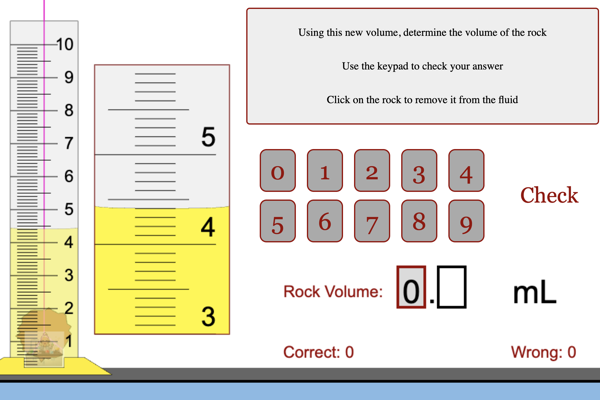 Using this new volume, determine the volume of the rock
Use the keypad to check your answer
Click on the rock to remove it from the fluid
10
9
8
7
6
5
4
3
2
1
5
4
3
0 1 2 3 4
5 6 7 8 9
Check
Rock Volume: 0. mL
Correct: 0 Wrong: 0